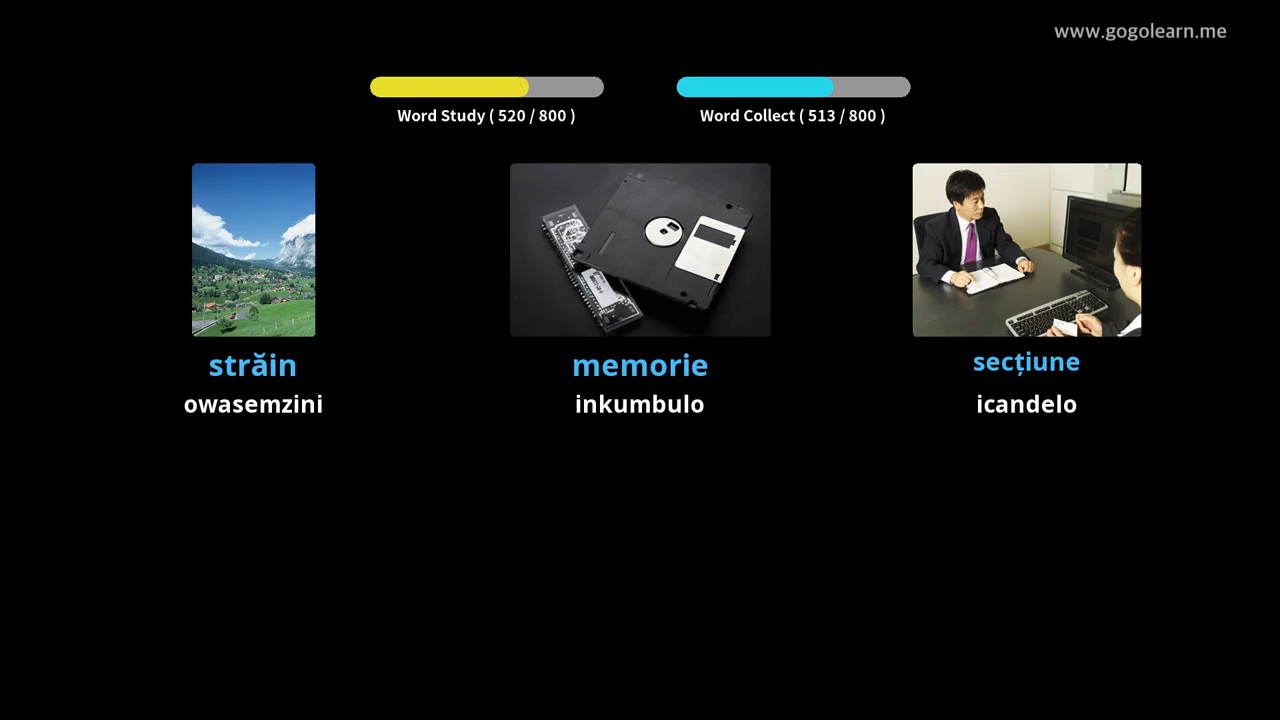 www.gogolearn.me
Word Study ( 520 / 800 )
Word Collect ( 513 / 800 )
străin
memorie
secțiune
owasemzini
inkumbulo
icandelo